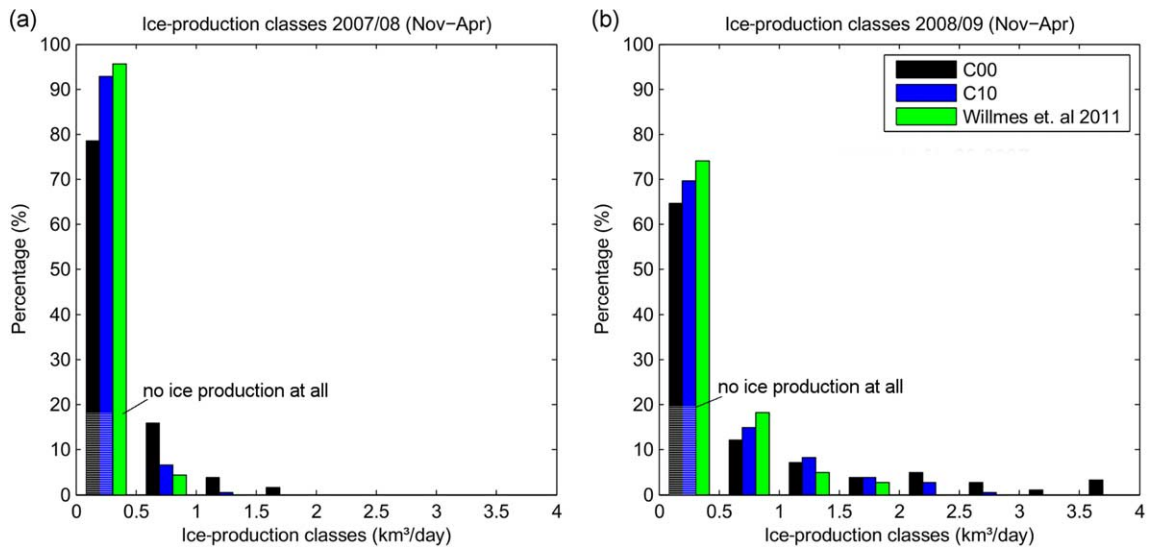 (a)
Ice-production classes 2007/08 (Nov−Apr)
100
90
80
70
60
50
40
30
20
10
0
Percentage (%)
no ice production at all
0 0.5 1 1.5 2 2.5 3 3.5 4
Ice-production classes (km³/day)
(b)
Ice-production classes 2008/09 (Nov−Apr)
100
90
80
70
60
50
40
30
20
10
0
Percentage (%)
C00
C10
Willmes et. al 2011
no ice production at all
0 0.5 1 1.5 2 2.5 3 3.5 4
Ice-production classes (km³/day)